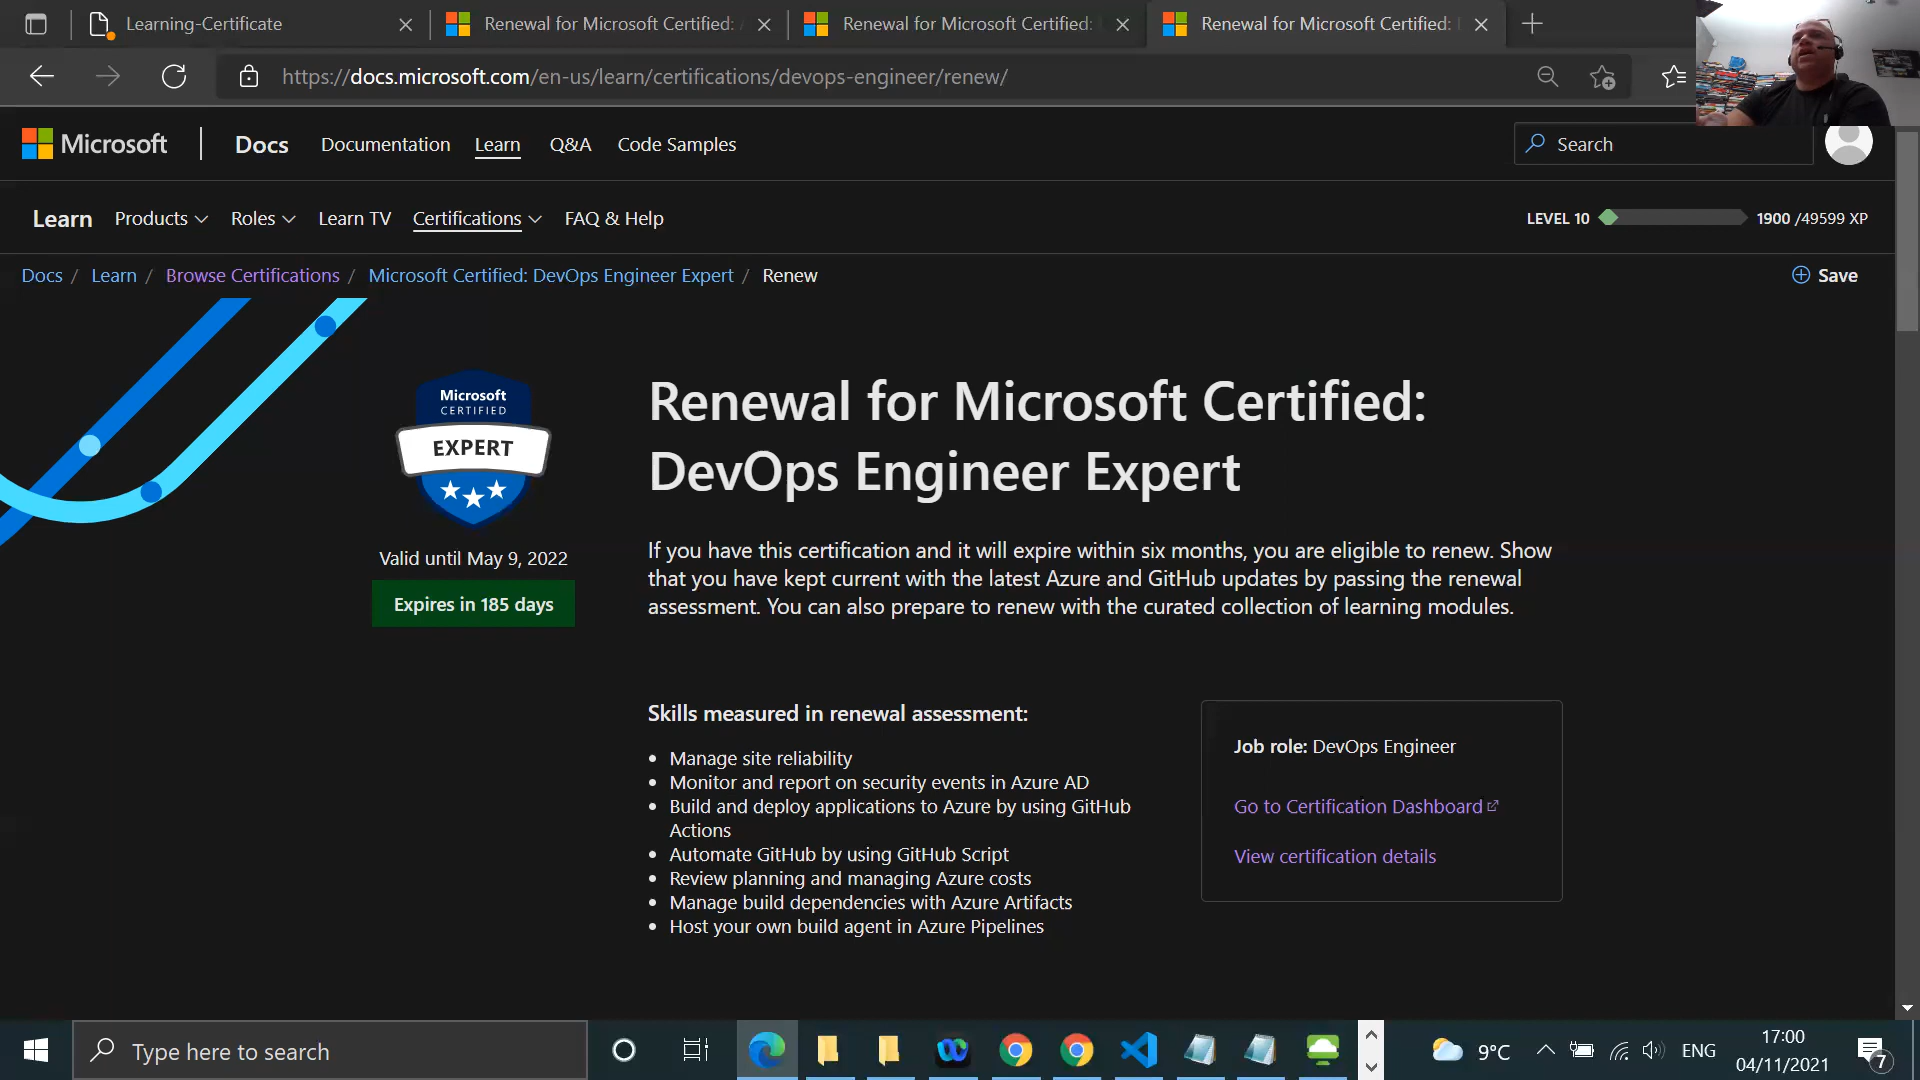 Learning-Certificate
Renewal for Microsoft Certified:
Renewal for Microsoft Certified:
Renewal for Microsoft Certified:
https://docs.microsoft.com/en-us/learn/certifications/devops-engineer/renew/
Microsoft
Docs
Documentation
Learn
Q&A
Code Samples
Search
Learn
Products
Roles
Learn TV
Certifications
FAQ & Help
LEVEL 10
1900 /49599 XP
Docs / Learn / Browse Certifications / Microsoft Certified: DevOps Engineer Expert / Renew
Save
Microsoft
CERTIFIED
EXPERT
Valid until May 9, 2022
Expires in 185 days
Renewal for Microsoft Certified:
DevOps Engineer Expert
If you have this certification and it will expire within six months, you are eligible to renew. Show
that you have kept current with the latest Azure and GitHub updates by passing the renewal
assessment. You can also prepare to renew with the curated collection of learning modules.
Skills measured in renewal assessment:
• Manage site reliability
• Monitor and report on security events in Azure AD
• Build and deploy applications to Azure by using GitHub
Actions
• Automate GitHub by using GitHub Script
• Review planning and managing Azure costs
• Manage build dependencies with Azure Artifacts
• Host your own build agent in Azure Pipelines
Job role: DevOps Engineer
Go to Certification Dashboard
View certification details
Type here to search
9°C
ENG
17:00
04/11/2021
7